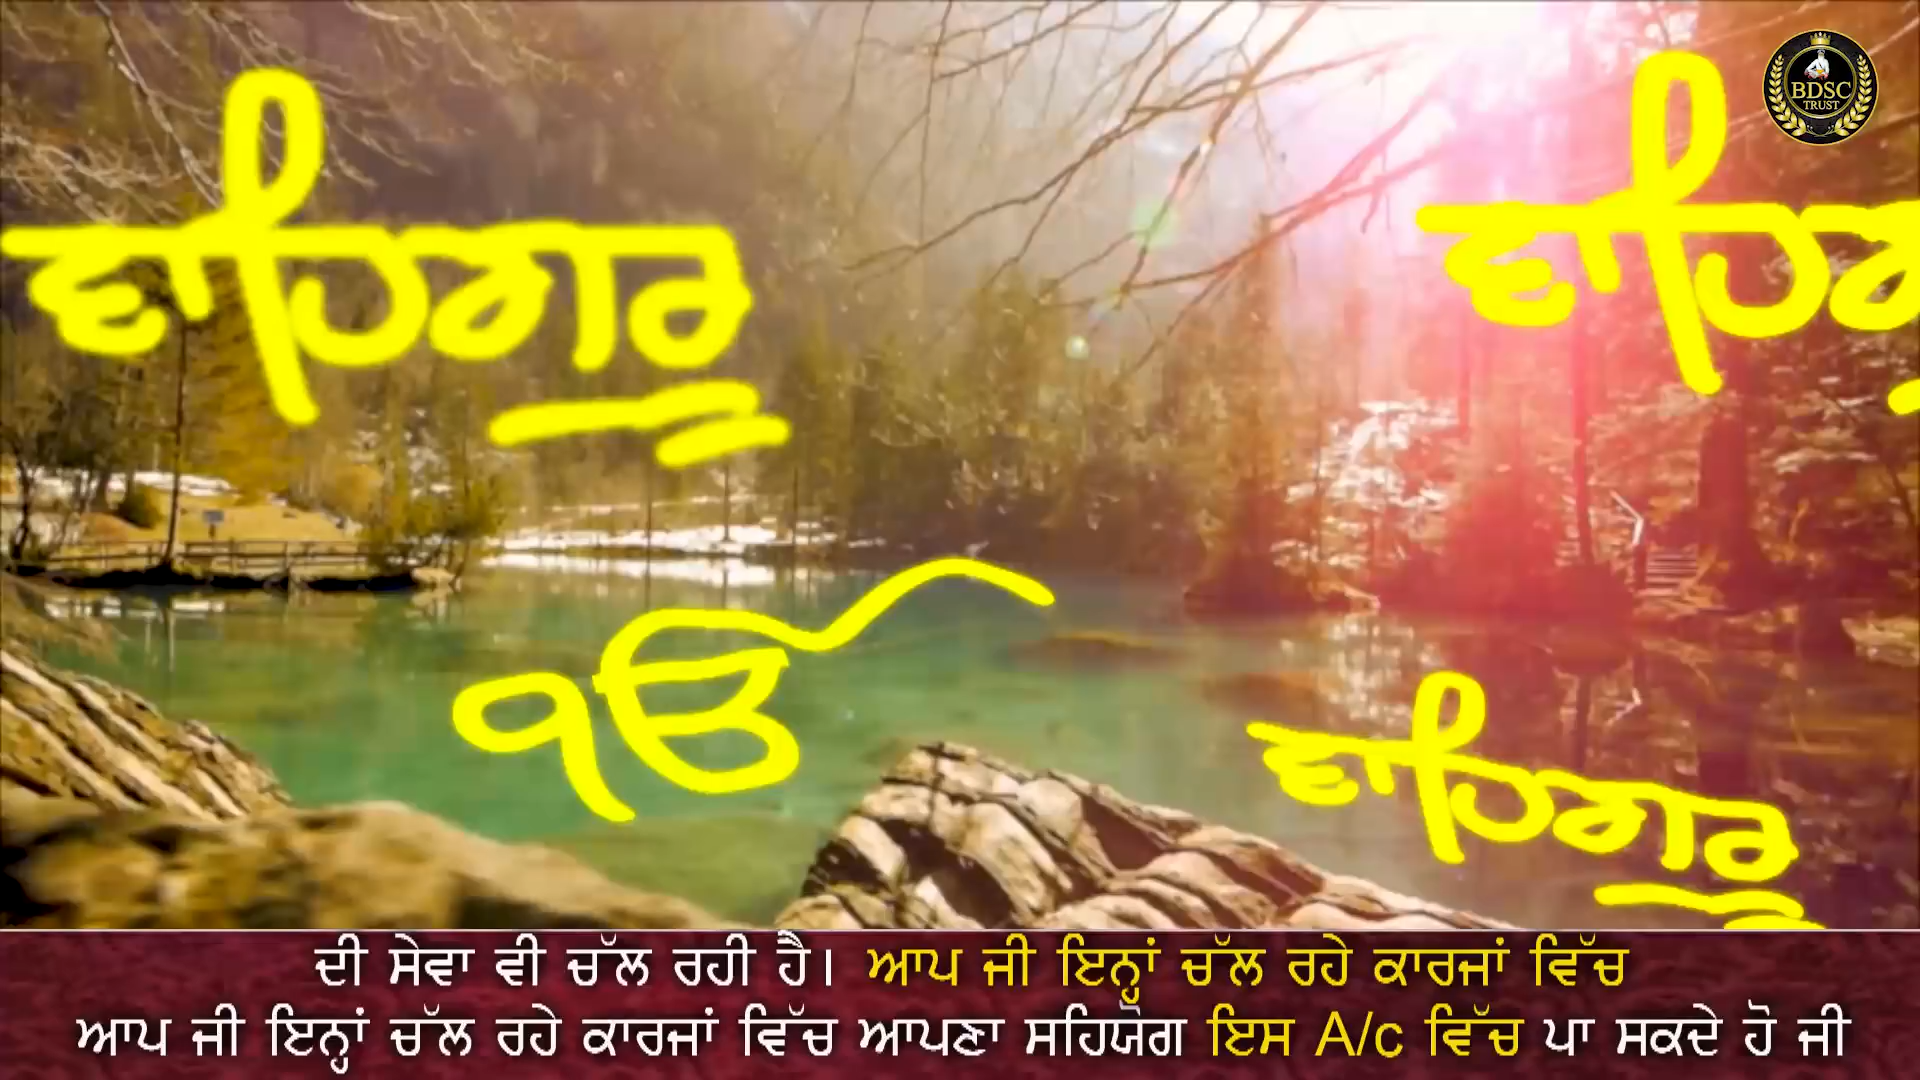 BDSC
TRUST
ਵਾਹਿਗੁਰੂ
ਵਾਹਿਗ
ੴ
ਵਾਹਿਗੁਰੂ
ਦੀ ਸੇਵਾ ਵੀ ਚੱਲ ਰਹੀ ਹੈ। ਆਪ ਜੀ ਇਨ੍ਹਾਂ ਚੱਲ ਰਹੇ ਕਾਰਜਾਂ ਵਿੱਚ
ਆਪ ਜੀ ਇਨ੍ਹਾਂ ਚੱਲ ਰਹੇ ਕਾਰਜਾਂ ਵਿੱਚ ਆਪਣਾ ਸਹਿਯੋਗ ਇਸ A/c ਵਿੱਚ ਪਾ ਸਕਦੇ ਹੋ ਜੀ